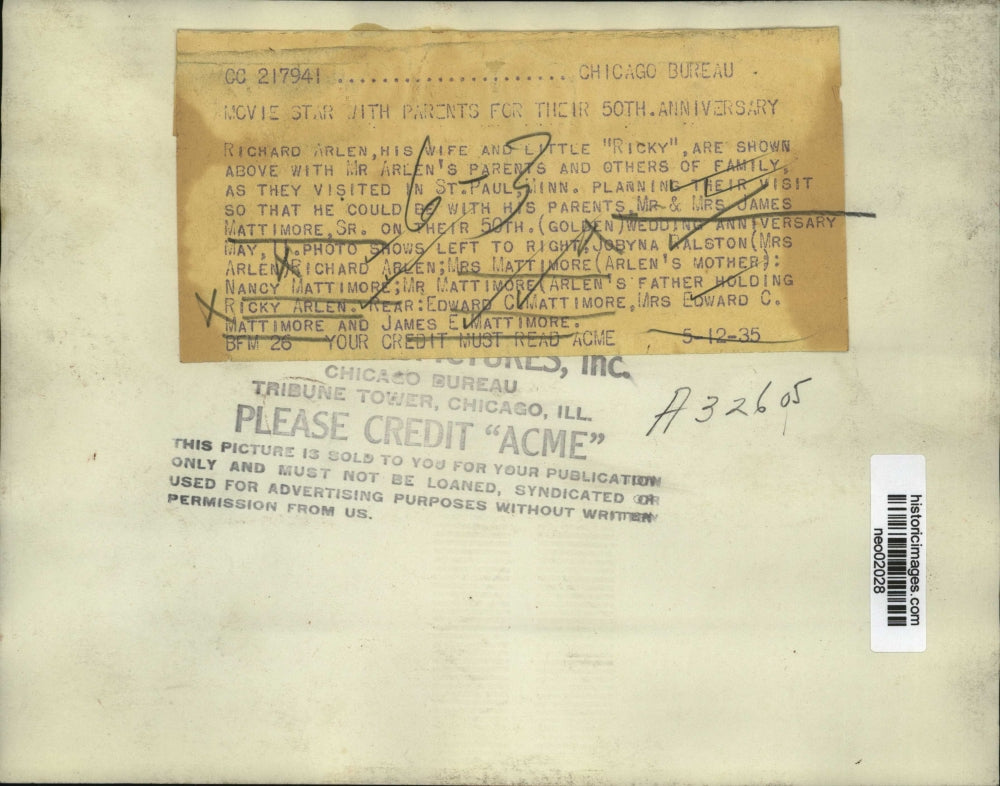 CC 217941 ...................... CHICAGO BUREAU .
MOVIE STAR WITH PARENTS FOR THEIR 50TH.ANNIVERSARY
RICHARD ARLEN,HIS WIFE AND LITTLE "RICKY",ARE SHOWN
ABOVE WITH MR ARLEN'S PARENTS AND OTHERS OF FAMILY,
AS THEY VISITED IN ST.PAUL,MINN. PLANNING THEIR VISIT
SO THAT HE COULD BE WITH HIS PARENTS,MR & MRS JAMES
MATTIMORE,SR. ON THEIR 50TH.(GOLDEN)WEDDING ANNIVERSARY
MAY, .PHOTO SHOWS LEFT TO RIGHT;JOBYNA RALSTON(MRS
ARLEN)RICHARD ARLEN;MRS MATTIMORE(ARLEN'S MOTHER):
NANCY MATTIMORE;MR MATTIMORE(ARLEN'S FATHER HOLDING
RICKY ARLEN. REAR:EDWARD C.MATTIMORE,MRS EDWARD C.
MATTIMORE AND JAMES E.MATTIMORE.
BFM 26 YOUR CREDIT MUST READ ACME 5-12-35
6-3
PICTURES, Inc.
CHICAGO BUREAU
TRIBUNE TOWER, CHICAGO, ILL.
PLEASE CREDIT "ACME"
THIS PICTURE IS SOLD TO YOU FOR YOUR PUBLICATION
ONLY AND MUST NOT BE LOANED, SYNDICATED OR
USED FOR ADVERTISING PURPOSES WITHOUT WRITTEN
PERMISSION FROM US.
A32605
historicimages.com
neo02028